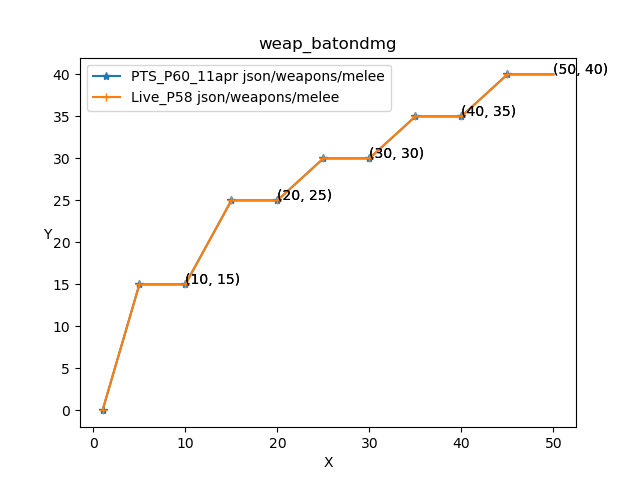 weap_batondmg
PTS_P60_11apr json/weapons/melee
Live_P58 json/weapons/melee
(50, 40)
(40, 35)
(30, 30)
(20, 25)
(10, 15)
40
35
30
25
20
15
10
5
0
Y
0 10 20 30 40 50
X